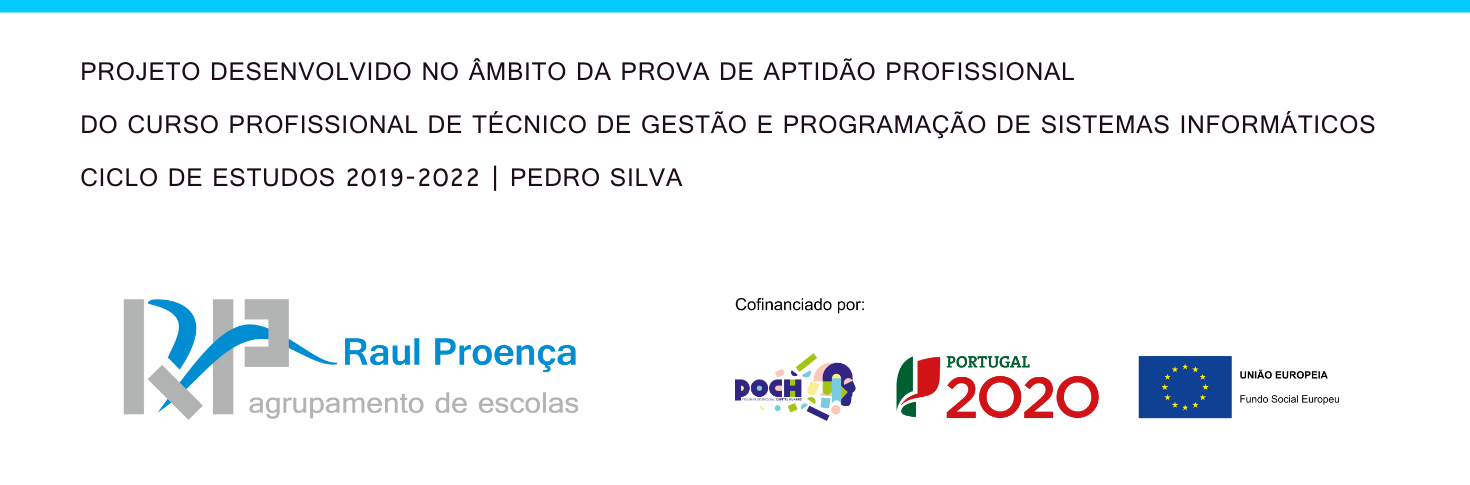 PROJETO DESENVOLVIDO NO ÂMBITO DA PROVA DE APTIDÃO PROFISSIONAL
DO CURSO PROFISSIONAL DE TÉCNICO DE GESTÃO E PROGRAMAÇÃO DE SISTEMAS INFORMÁTICOS
CICLO DE ESTUDOS 2019-2022 | PEDRO SILVA
RP
Raul Proença
agrupamento de escolas
Cofinanciado por:
POCH
PORTUGAL
2020
UNIÃO EUROPEIA
Fundo Social Europeu